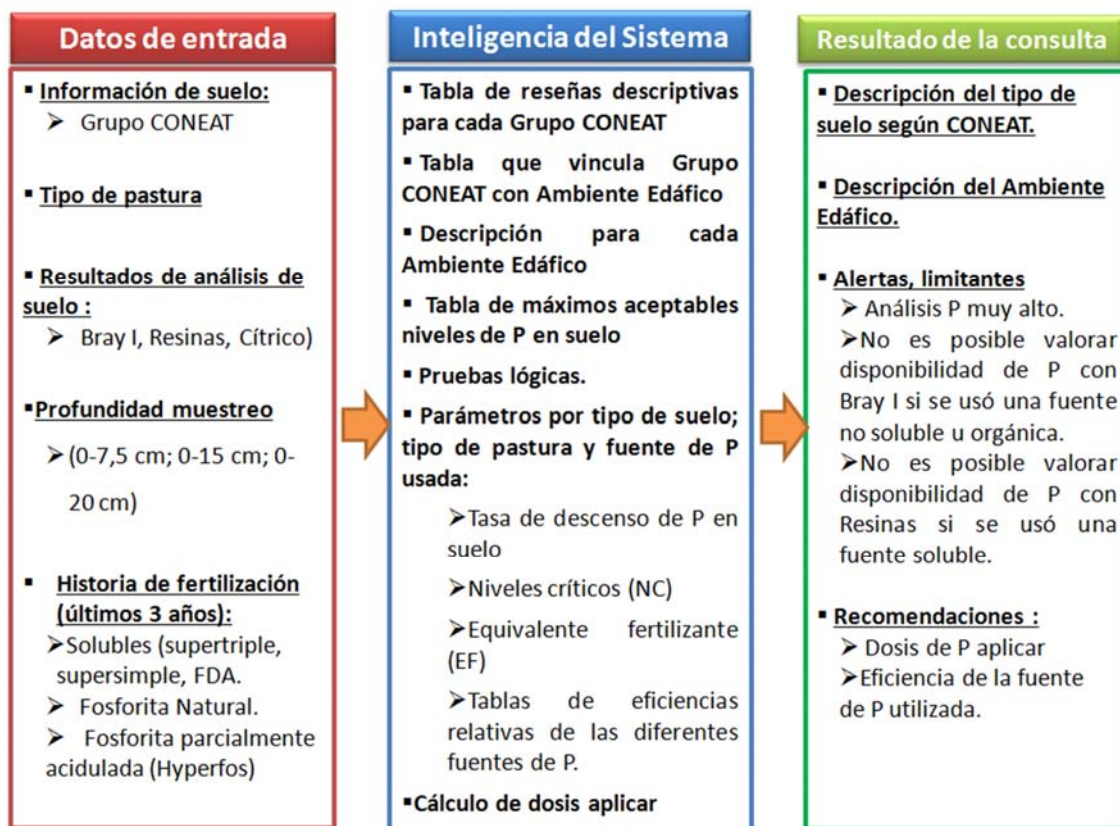 Datos de entrada
▪ Información de suelo:
➤ Grupo CONEAT
▪ Tipo de pastura
▪ Resultados de análisis de
suelo :
➤ Bray I, Resinas, Cítrico)
▪Profundidad muestreo
➤(0-7,5 cm; 0-15 cm; 0-
20 cm)
▪ Historia de fertilización
(últimos 3 años):
➤Solubles (supertriple,
supersimple, FDA.
➤ Fosforita Natural.
➤ Fosforita parcialmente
acidulada (Hyperfos)
Inteligencia del Sistema
▪ Tabla de reseñas descriptivas
para cada Grupo CONEAT
▪ Tabla que vincula Grupo
CONEAT con Ambiente Edáfico
▪ Descripción para cada
Ambiente Edáfico
▪ Tabla de máximos aceptables
niveles de P en suelo
▪ Pruebas lógicas.
▪ Parámetros por tipo de suelo;
tipo de pastura y fuente de P
usada:
➤Tasa de descenso de P en
suelo
➤Niveles críticos (NC)
➤Equivalente fertilizante
(EF)
➤Tablas de eficiencias
relativas de las diferentes
fuentes de P.
▪Cálculo de dosis aplicar
Resultado de la consulta
▪ Descripción del tipo de
suelo según CONEAT.
▪ Descripción del Ambiente
Edáfico.
▪ Alertas, limitantes
➤ Análisis P muy alto.
➤No es posible valorar
disponibilidad de P con
Bray I si se usó una fuente
no soluble u orgánica.
➤No es posible valorar
disponibilidad de P con
Resinas si se usó una
fuente soluble.
▪ Recomendaciones :
➤ Dosis de P aplicar
➤Eficiencia de la fuente
de P utilizada.